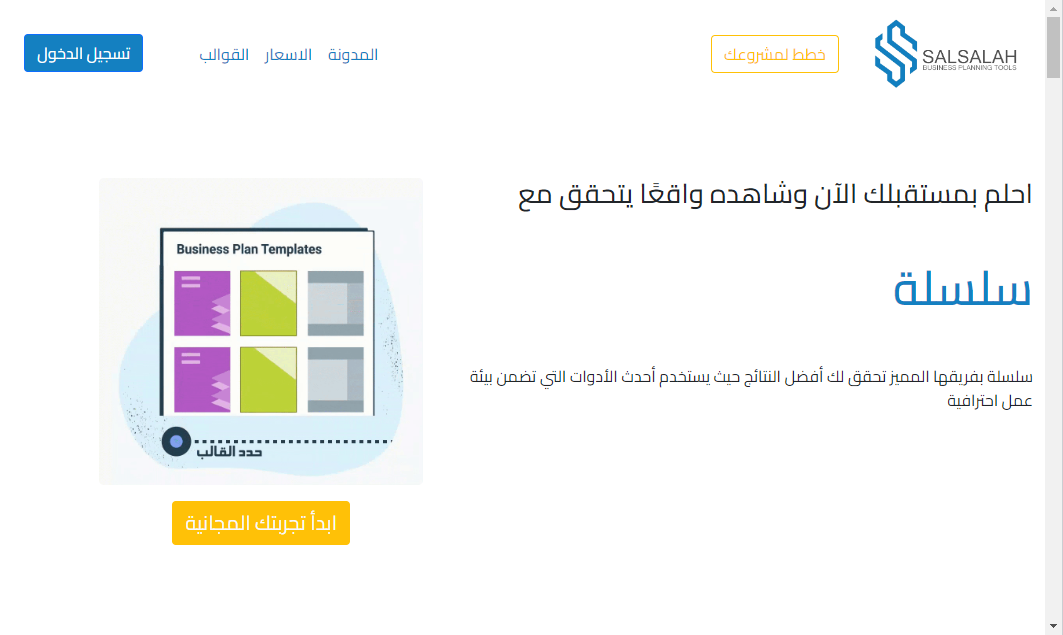 SALSALAH
BUSINESS PLANNING TOOLS
خطط لمشروعك
المدونة
الاسعار
القوالب
تسجيل الدخول
احلم بمستقبلك الآن وشاهده واقعًا يتحقق مع
سلسلة
سلسلة بفريقها المميز تحقق لك أفضل النتائج حيث يستخدم أحدث الأدوات التي تضمن بيئة
عمل احترافية
Business Plan Templates
حدد القالب
ابدأ تجربتك المجانية